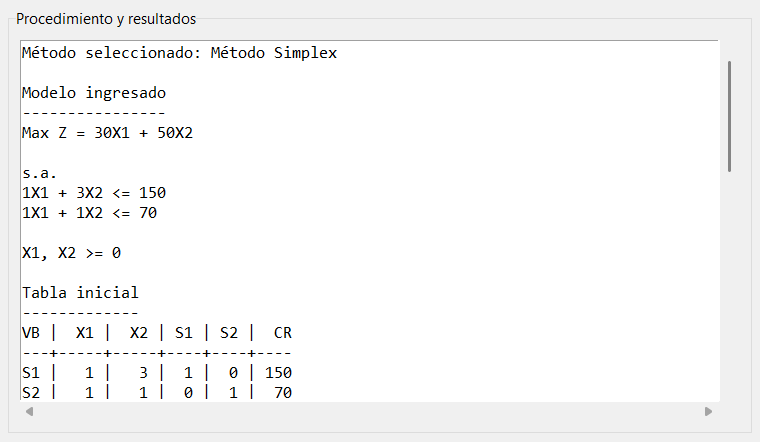 Procedimiento y resultados
Método seleccionado: Método Simplex
Modelo ingresado
----------------
Max Z = 30X1 + 50X2
s.a.
1X1 + 3X2 <= 150
1X1 + 1X2 <= 70
X1, X2 >= 0
Tabla inicial
-------------
VB |  X1 |  X2 | S1 | S2 |  CR
---+-----+-----+----+----+----
S1 |   1 |   3 |  1 |  0 | 150
S2 |   1 |   1 |  0 |  1 |  70